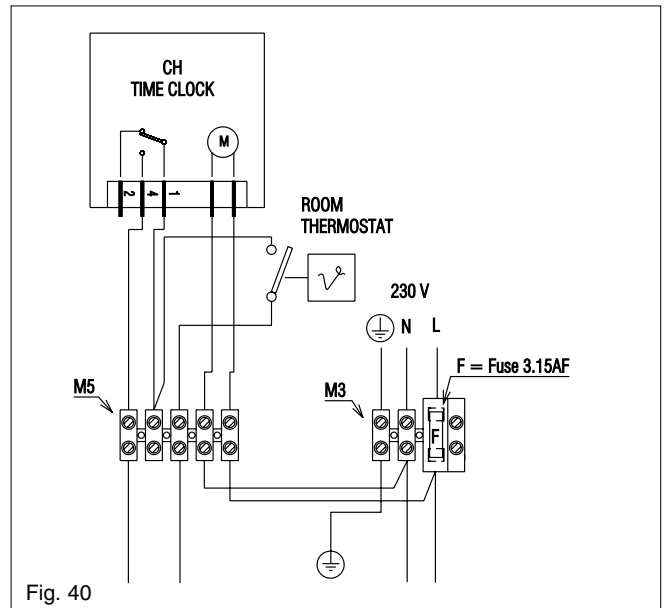 CH
TIME CLOCK
M
2 4 1
ROOM
THERMOSTAT
230 V
N L
F = Fuse 3.15AF
M5
M3
F
Fig. 40